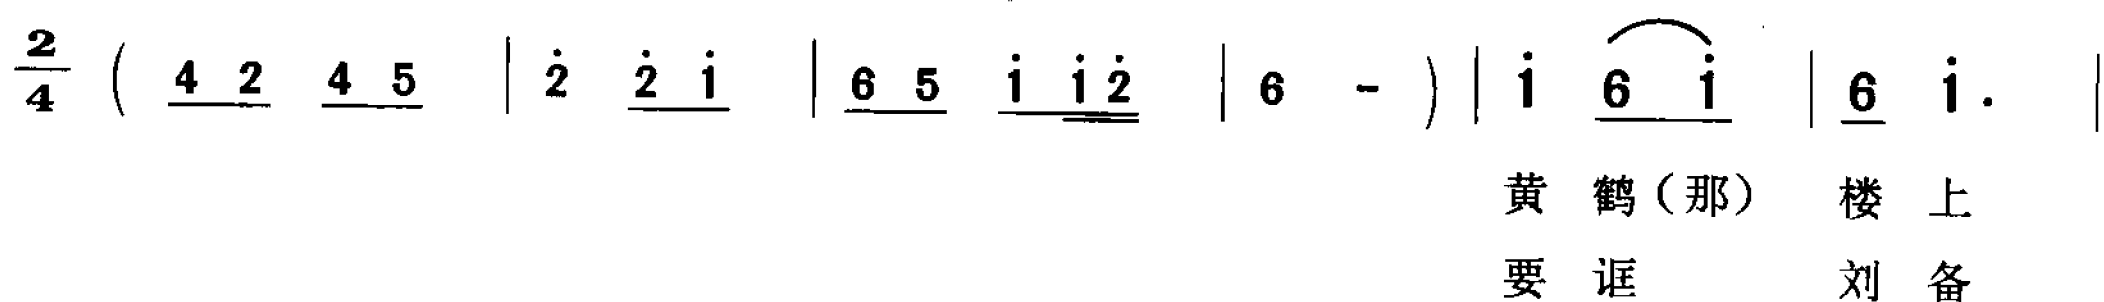 2/4 ( 4 2 4 5 | 2̇ 2̇ 1̇ | 6 5 1̇ 1̇ 2̇ | 6 - ) | 1̇ 6 1̇ | 6 1̇. |
黄 鹤（那） 楼 上
要 诓 刘 备